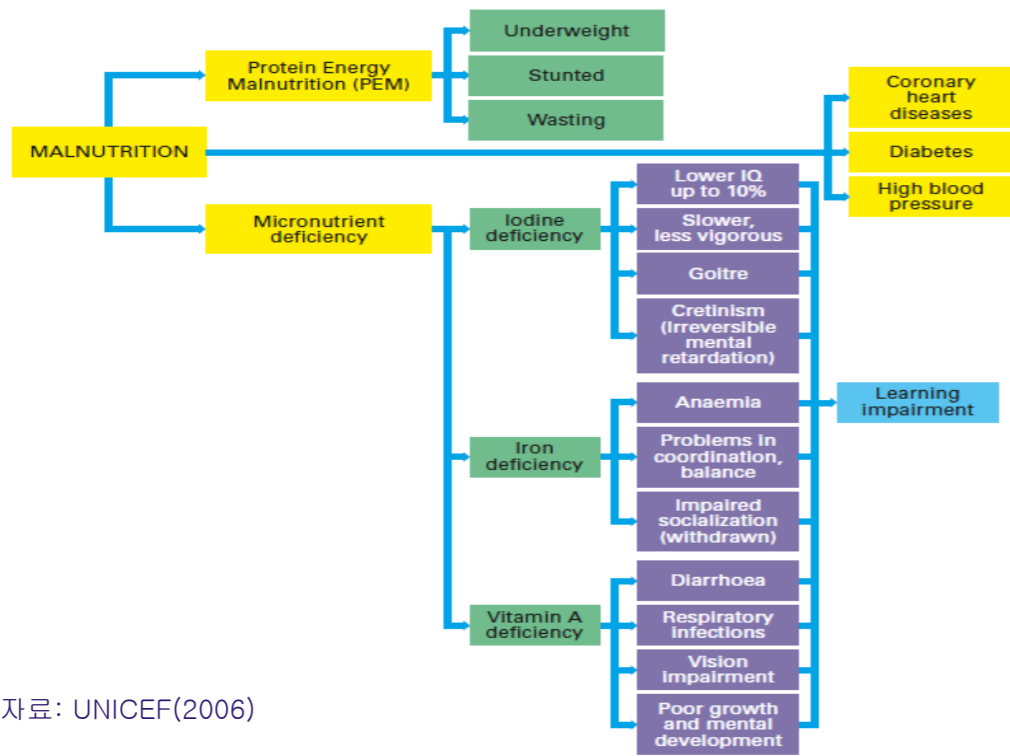 MALNUTRITION
Protein Energy
Malnutrition (PEM)
Underweight
Stunted
Wasting
Coronary
heart
diseases
Diabetes
High blood
pressure
Micronutrient
deficiency
Iodine
deficiency
Lower IQ
up to 10%
Slower,
less vigorous
Goitre
Cretinism
(Irreversible
mental
retardation)
Iron
deficiency
Anaemia
Problems in
coordination,
balance
Impaired
socialization
(withdrawn)
Vitamin A
deficiency
Diarrhoea
Respiratory
infections
Vision
impairment
Poor growth
and mental
development
Learning
impairment
자료: UNICEF(2006)